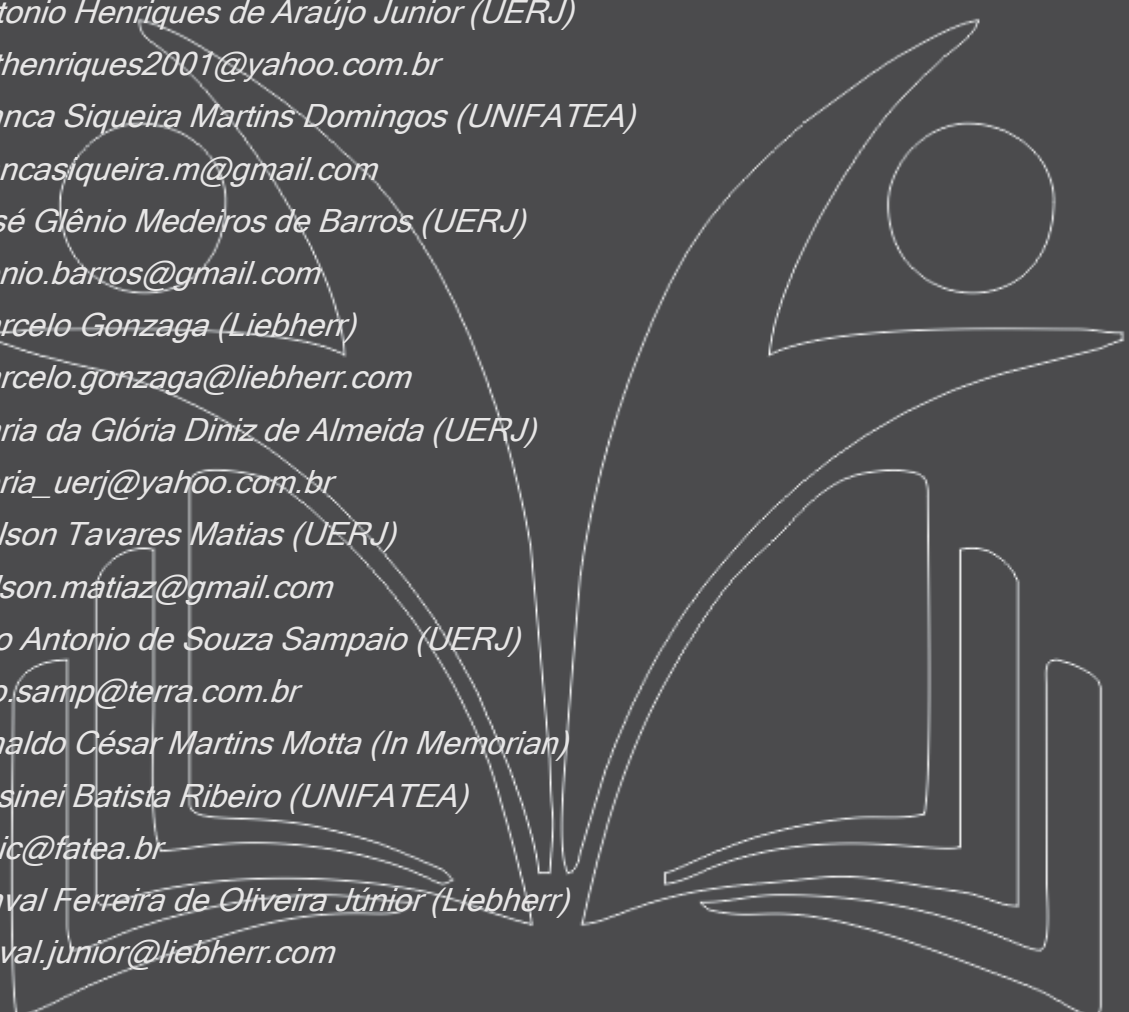 tonio Henriques de Araújo Junior (UERJ)
thenriques2001@yahoo.com.br
anca Siqueira Martins Domingos (UNIFATEA)
ncasiqueira.m@gmail.com
sé Glênio Medeiros de Barros (UERJ)
nio.barros@gmail.com
rcelo Gonzaga (Liebherr)
rcelo.gonzaga@liebherr.com
ria da Glória Diniz de Almeida (UERJ)
ria_uerj@yahoo.com.br
lson Tavares Matias (UERJ)
lson.matiaz@gmail.com
o Antonio de Souza Sampaio (UERJ)
o.samp@terra.com.br
naldo César Martins Motta (In Memorian)
sinei Batista Ribeiro (UNIFATEA)
ic@fatea.br
nval Ferreira de Oliveira Júnior (Liebherr)
val.junior@liebherr.com